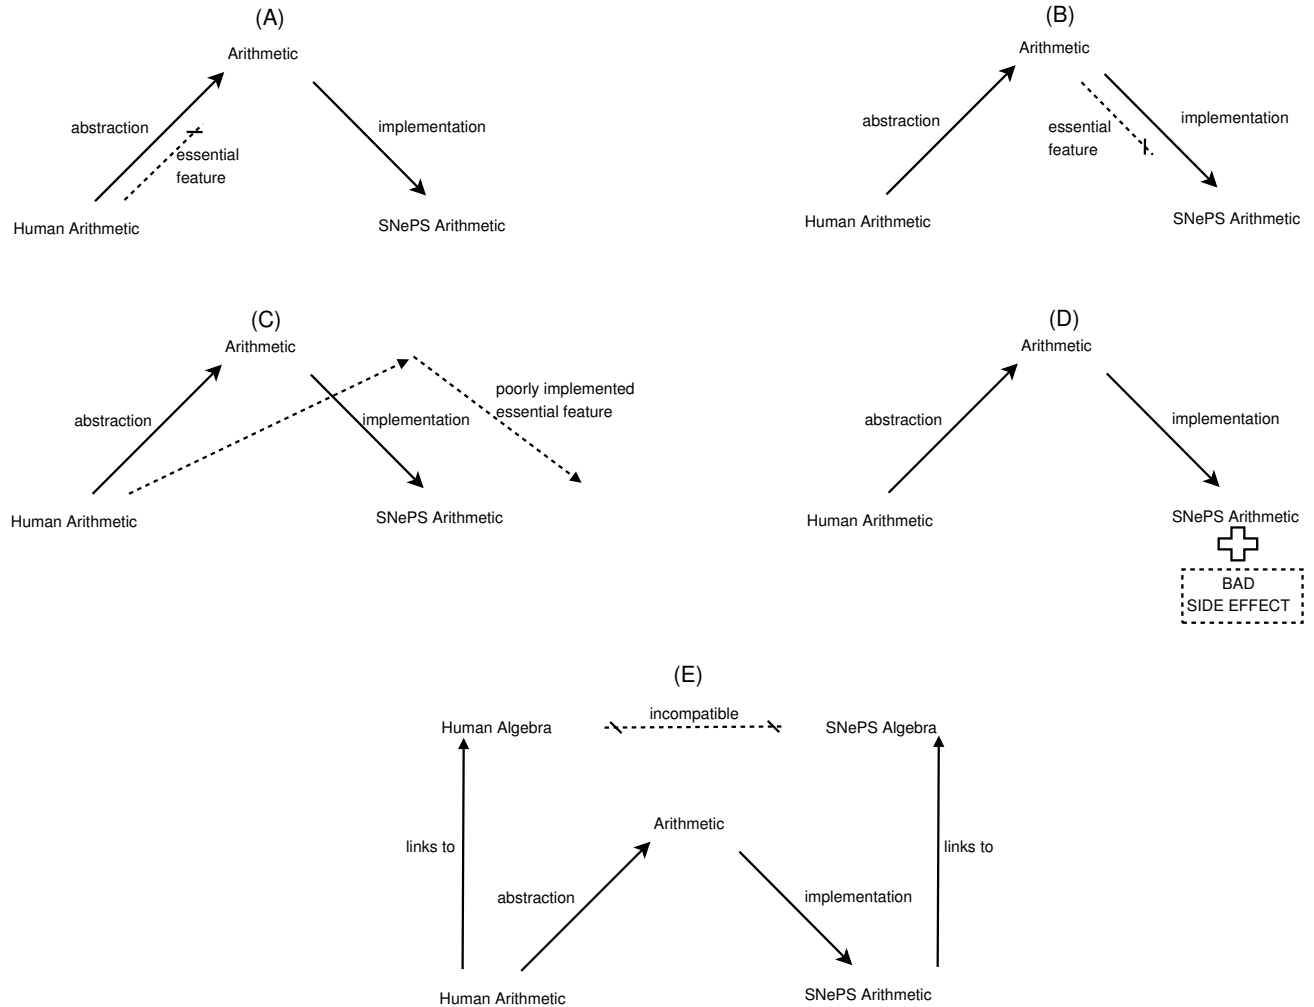 (A)
Arithmetic
abstraction
implementation
essential
feature
Human Arithmetic
SNePS Arithmetic
(B)
Arithmetic
abstraction
implementation
essential
feature
Human Arithmetic
SNePS Arithmetic
(C)
Arithmetic
poorly implemented
essential feature
abstraction
implementation
Human Arithmetic
SNePS Arithmetic
(D)
Arithmetic
abstraction
implementation
Human Arithmetic
SNePS Arithmetic
BAD
SIDE EFFECT
(E)
incompatible
Human Algebra
SNePS Algebra
Arithmetic
links to
links to
abstraction
implementation
Human Arithmetic
SNePS Arithmetic